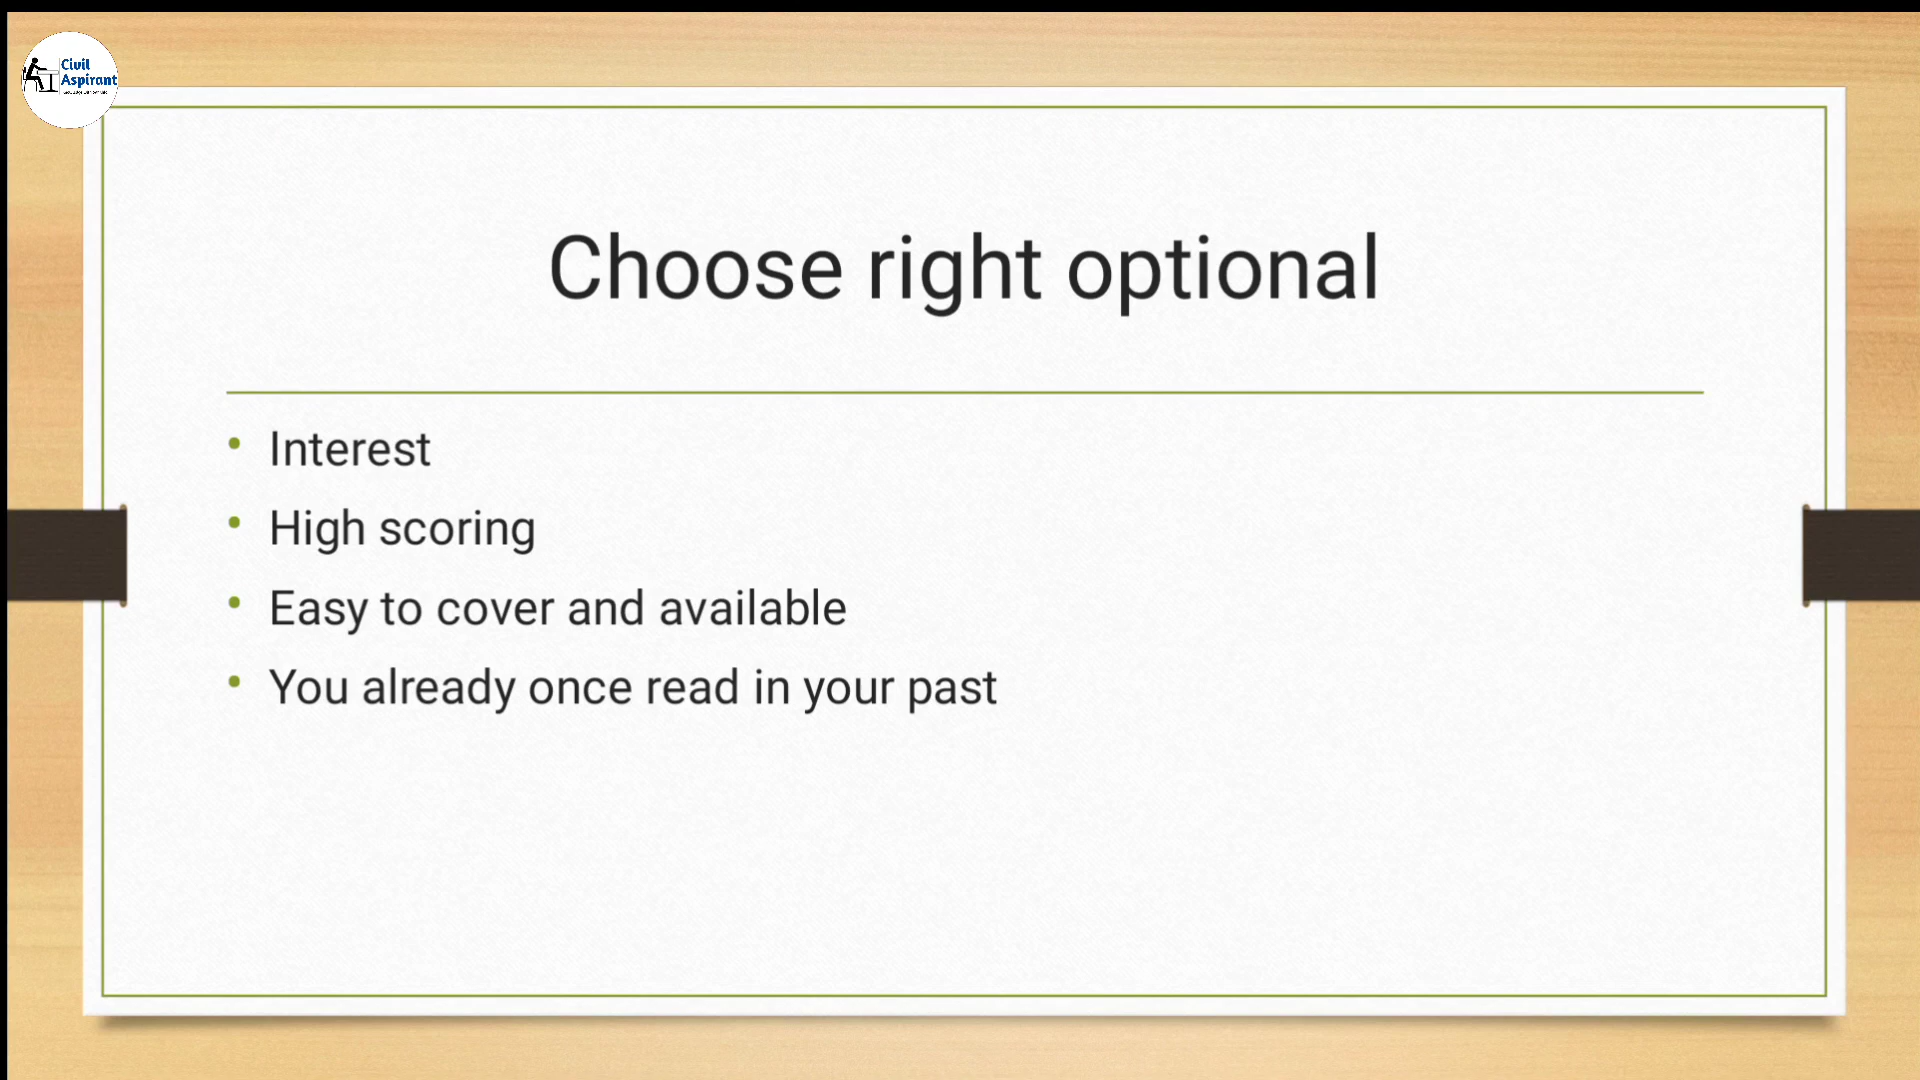 Civil
Aspirant
Choose right optional
Interest
High scoring
Easy to cover and available
You already once read in your past